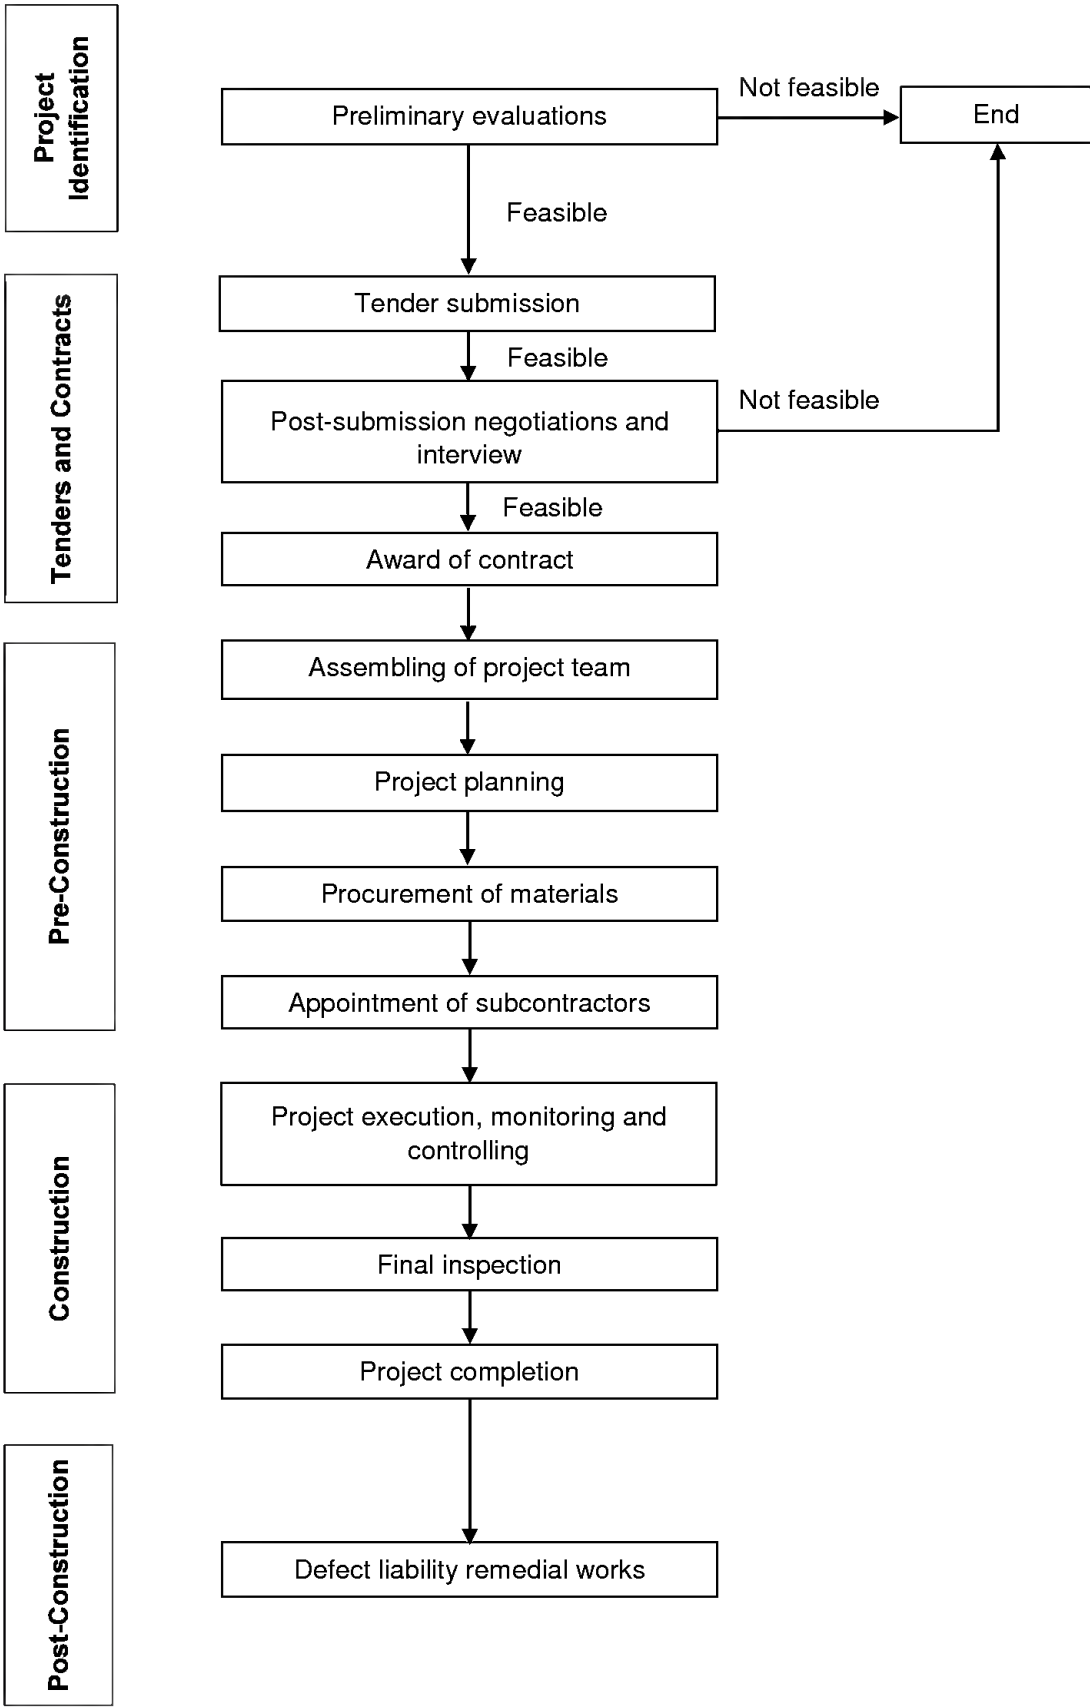 Project
Identification
Preliminary evaluations
Not feasible
End
Feasible
Tenders and Contracts
Tender submission
Feasible
Post-submission negotiations and
interview
Not feasible
Feasible
Award of contract
Pre-Construction
Assembling of project team
Project planning
Procurement of materials
Appointment of subcontractors
Construction
Project execution, monitoring and
controlling
Final inspection
Project completion
Post-Construction
Defect liability remedial works